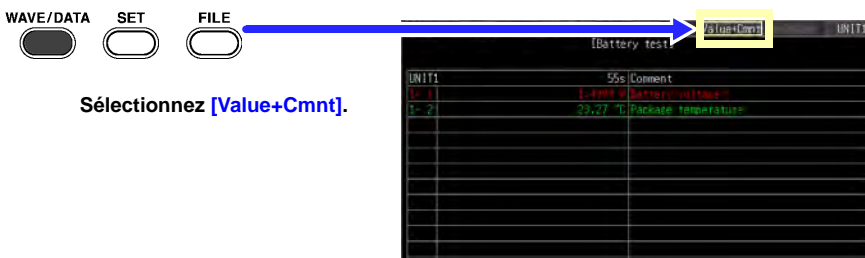 WAVE/DATA SET FILE
Value+Cmnt UNIT1
[Battery test]
UNIT1 55s Comment
1- 1 Battery voltage
1- 2 23.27 °C Package temperature
Sélectionnez [Value+Cmnt].